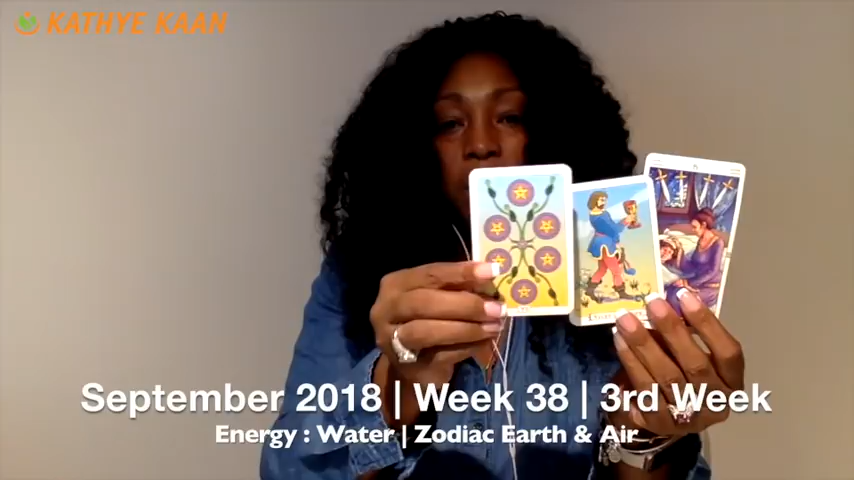 KATHYE KAAN
September 2018 | Week 38 | 3rd Week
Energy : Water | Zodiac Earth & Air